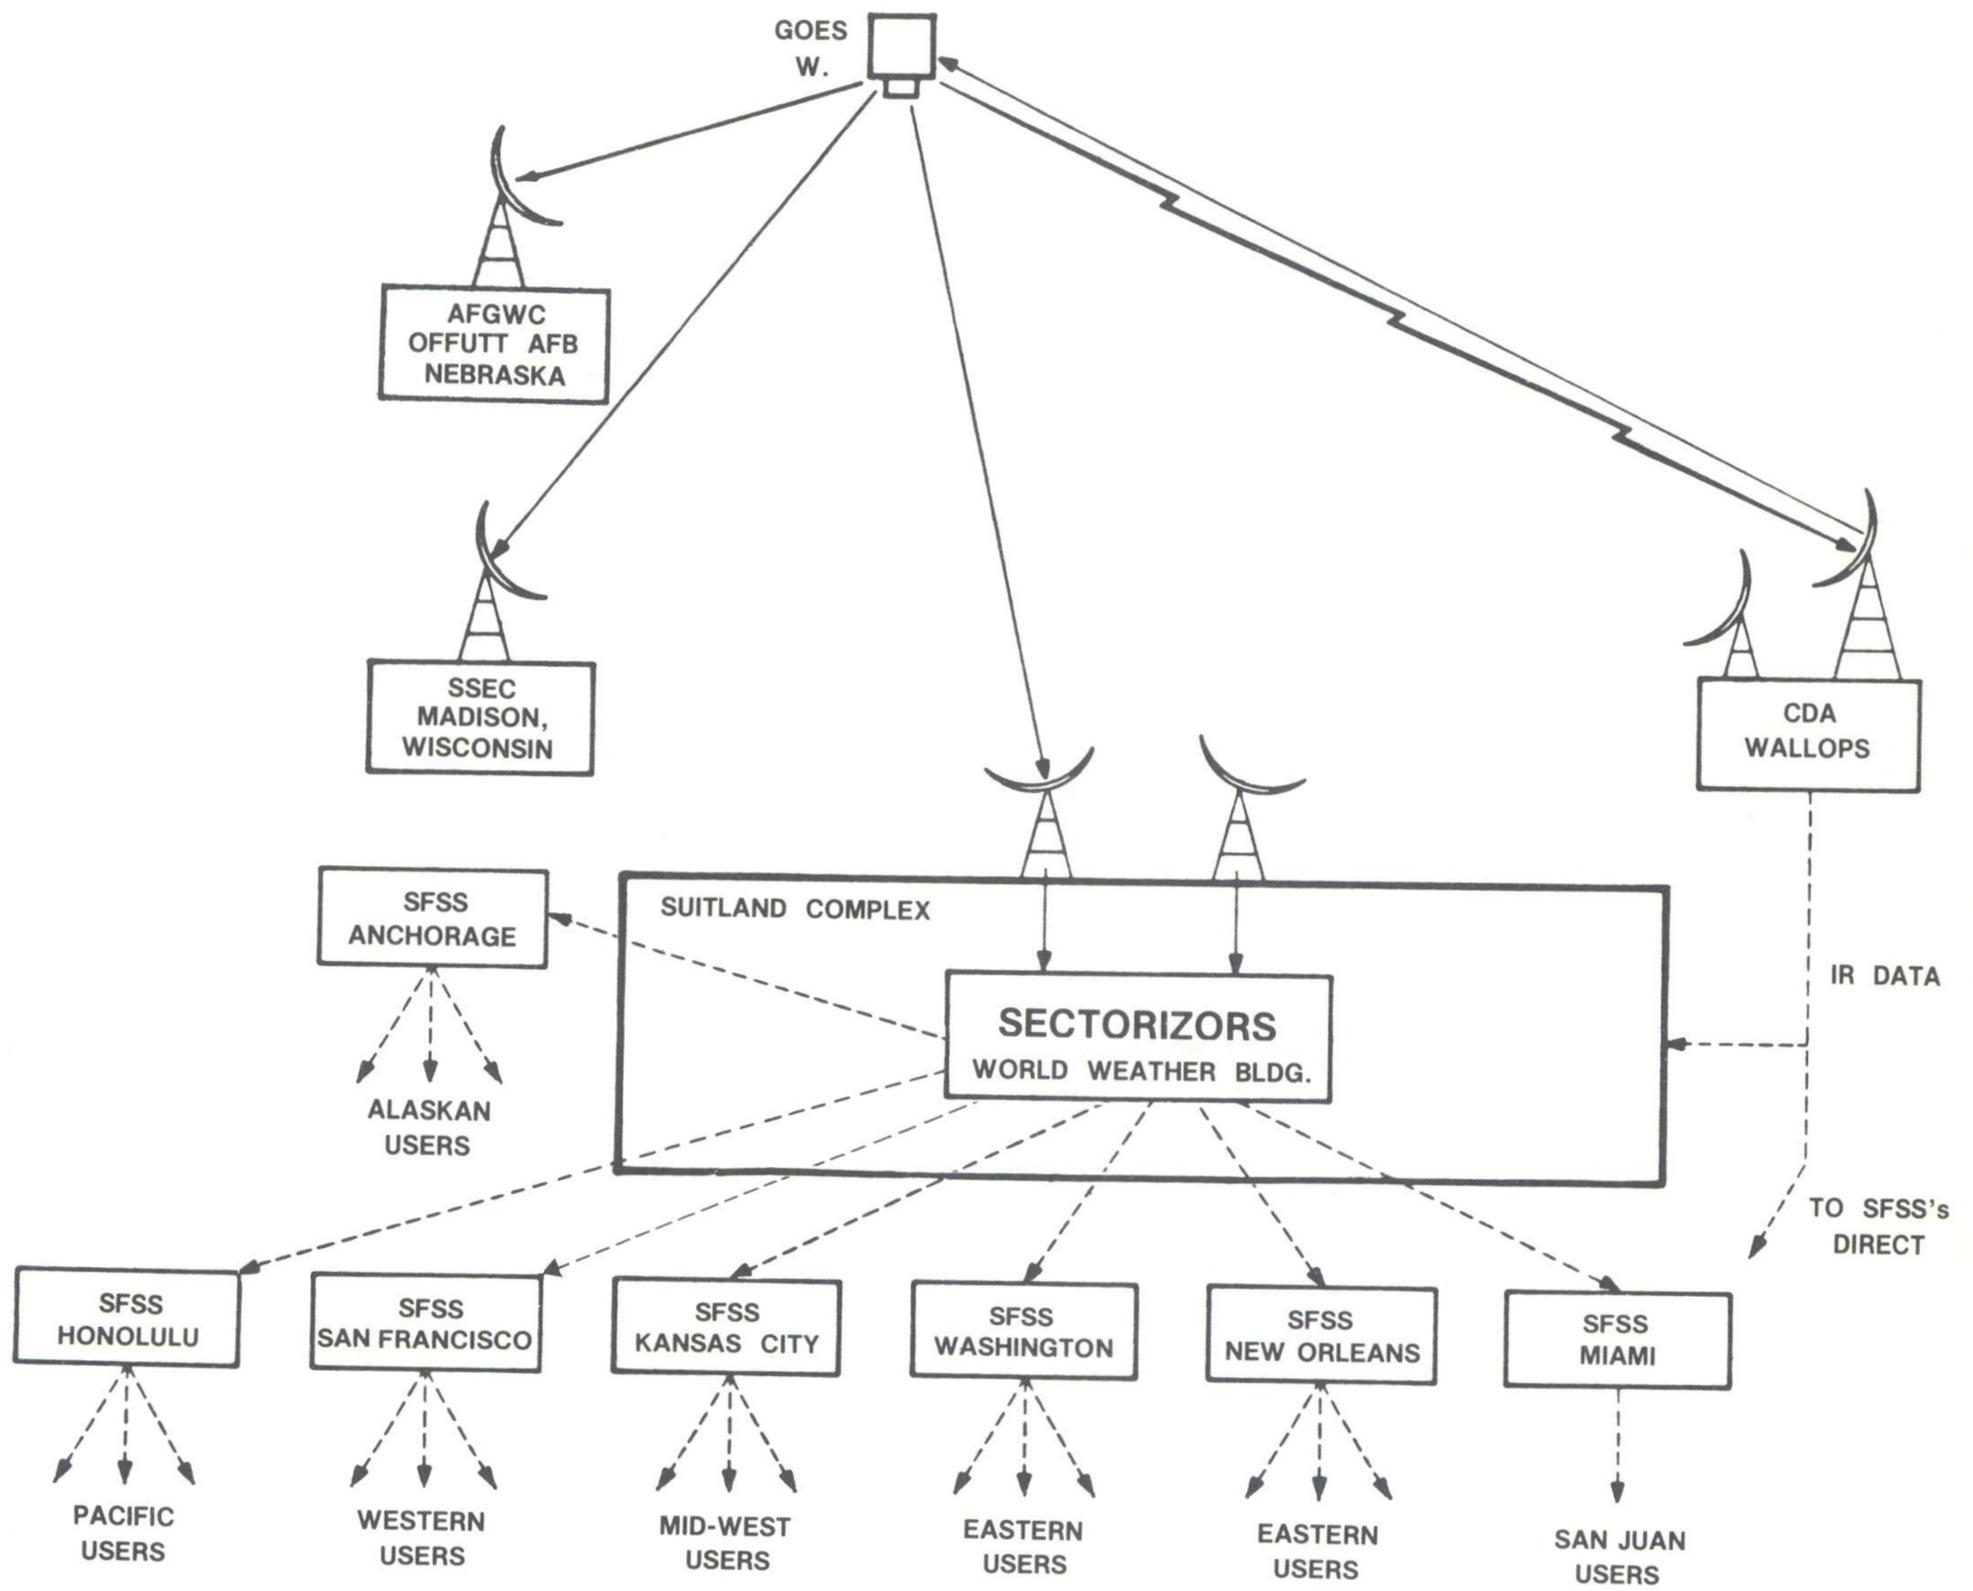 GOES
W.
AFGWC
OFFUTT AFB
NEBRASKA
SSEC
MADISON,
WISCONSIN
CDA
WALLOPS
SUITLAND COMPLEX
SFSS
ANCHORAGE
IR DATA
SECTORIZORS
WORLD WEATHER BLDG.
ALASKAN
USERS
TO SFSS's
DIRECT
SFSS
HONOLULU
SFSS
SAN FRANCISCO
SFSS
KANSAS CITY
SFSS
WASHINGTON
SFSS
NEW ORLEANS
SFSS
MIAMI
PACIFIC
USERS
WESTERN
USERS
MID-WEST
USERS
EASTERN
USERS
EASTERN
USERS
SAN JUAN
USERS